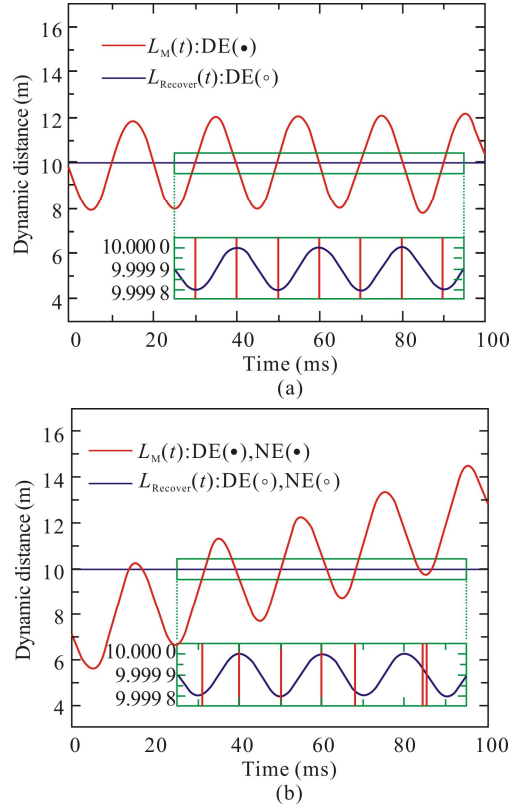 16
14
12
10
8
6
4
Dynamic distance (m)
L_M(t):DE(•)
L_Recover(t):DE(◦)
10.000 0
9.999 9
9.999 8
0 20 40 60 80 100
Time (ms)
(a)
16
14
12
10
8
6
4
Dynamic distance (m)
L_M(t):DE(•),NE(•)
L_Recover(t):DE(◦),NE(◦)
10.000 0
9.999 9
9.999 8
0 20 40 60 80 100
Time (ms)
(b)